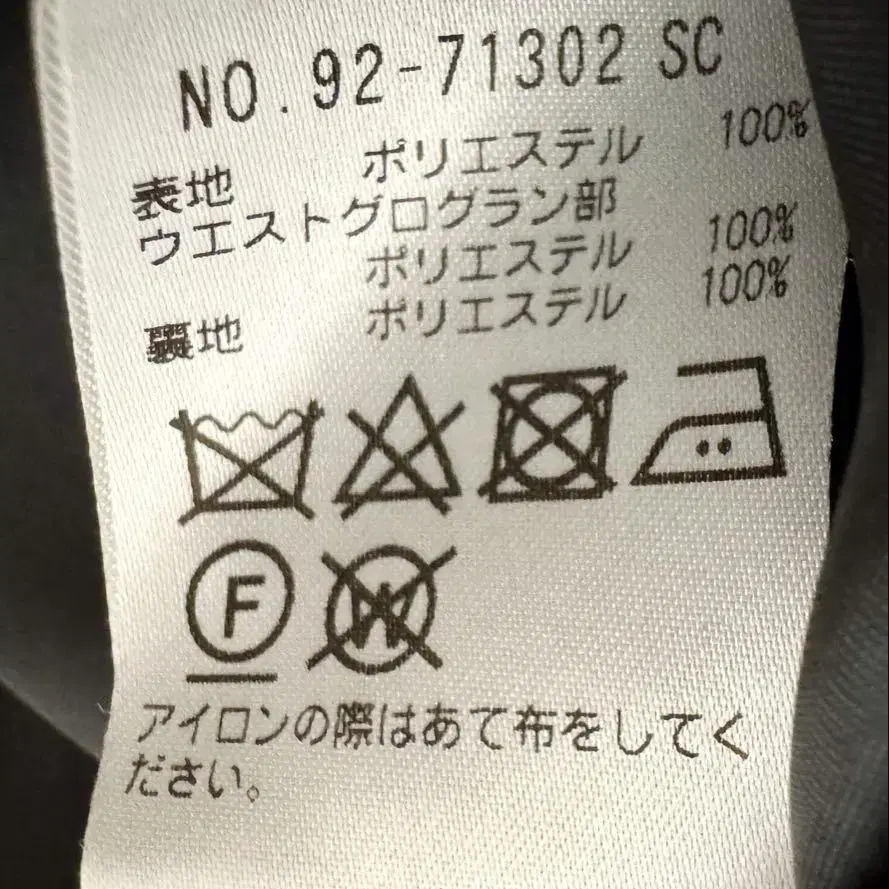 NO.92-71302 SC
表地 ポリエステル 100%
ウエストグログラン部
ポリエステル 100%
裏地 ポリエステル 100%
F
W
アイロンの際はあて布をしてく
ださい。